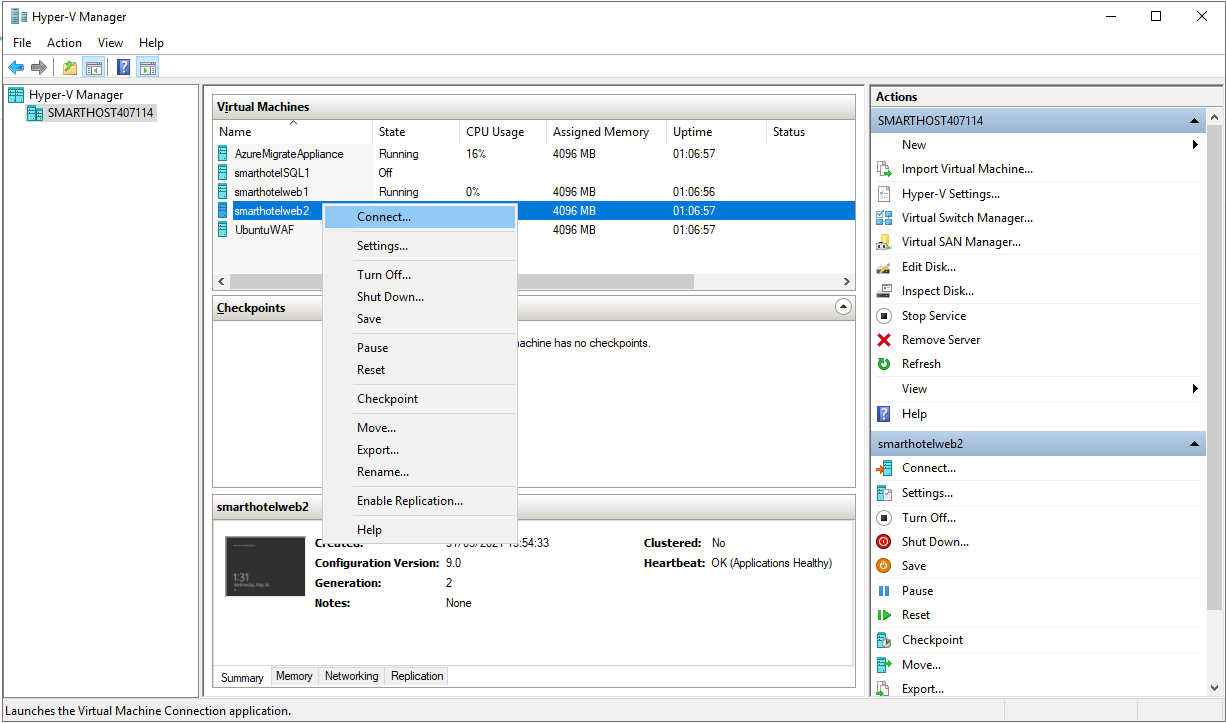 Hyper-V Manager
File Action View Help
Hyper-V Manager
SMARTHOST407114
Virtual Machines
Name State CPU Usage Assigned Memory Uptime Status
AzureMigrateAppliance Running 16% 4096 MB 01:06:57
smarthotelSQL1 Off
smarthotelweb1 Running 0% 4096 MB 01:06:56
smarthotelweb2 4096 MB 01:06:57
UbuntuWAF 4096 MB 01:06:57
Connect...
Settings...
Turn Off...
Shut Down...
Save
Pause
Reset
Checkpoint
Move...
Export...
Rename...
Enable Replication...
Help
Checkpoints
machine has no checkpoints.
smarthotelweb2
1:31
Created: 54:33
Configuration Version: 9.0
Generation: 2
Notes: None
Clustered: No
Heartbeat: OK (Applications Healthy)
Summary Memory Networking Replication
Actions
SMARTHOST407114
New
Import Virtual Machine...
Hyper-V Settings...
Virtual Switch Manager...
Virtual SAN Manager...
Edit Disk...
Inspect Disk...
Stop Service
Remove Server
Refresh
View
Help
smarthotelweb2
Connect...
Settings...
Turn Off...
Shut Down...
Save
Pause
Reset
Checkpoint
Move...
Export...
Launches the Virtual Machine Connection application.